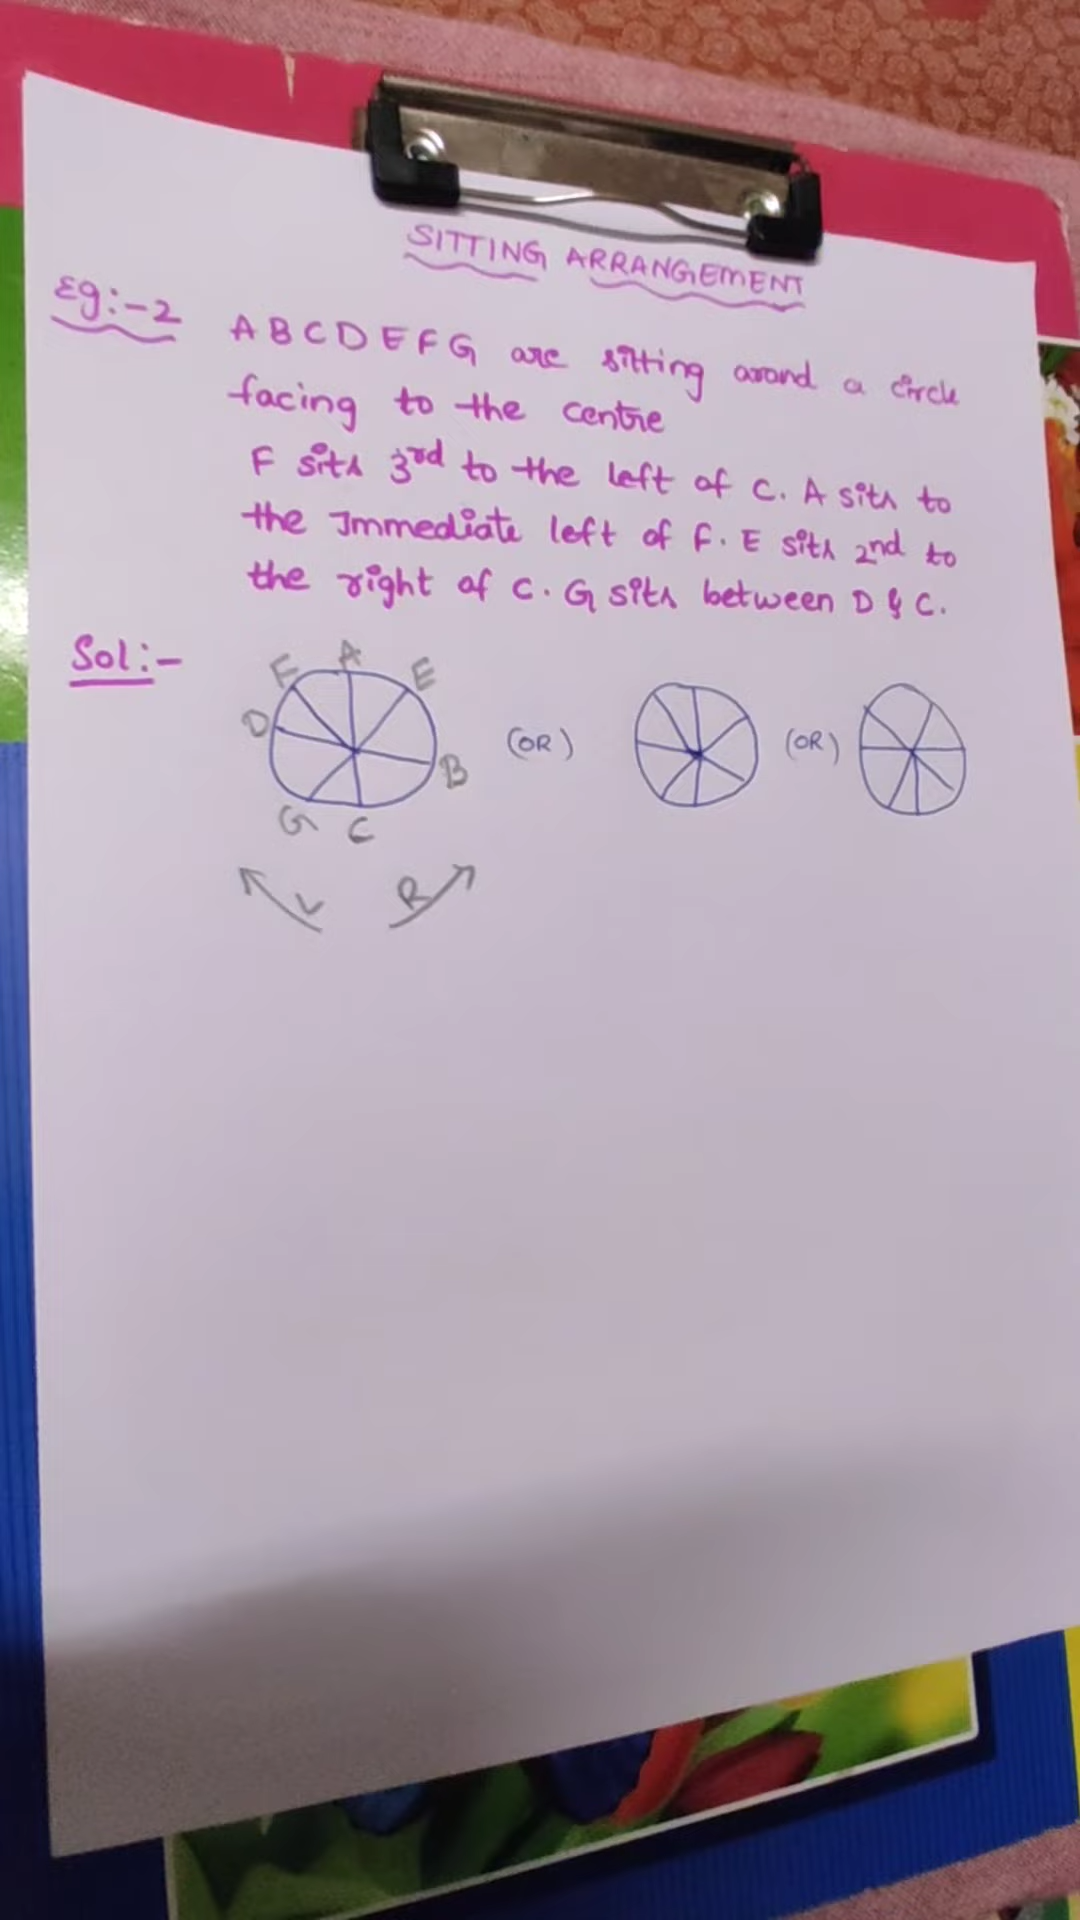 SITTING ARRANGEMENT
Eg:-2 A B C D E F G are sitting arond a circle
facing to the centre
F sits 3rd to the left of C. A sits to
the Immediate left of F. E sits 2nd to
the right of C. G sits between D & C.
Sol:-
F A E
D B
G C
(OR) (OR)
L R